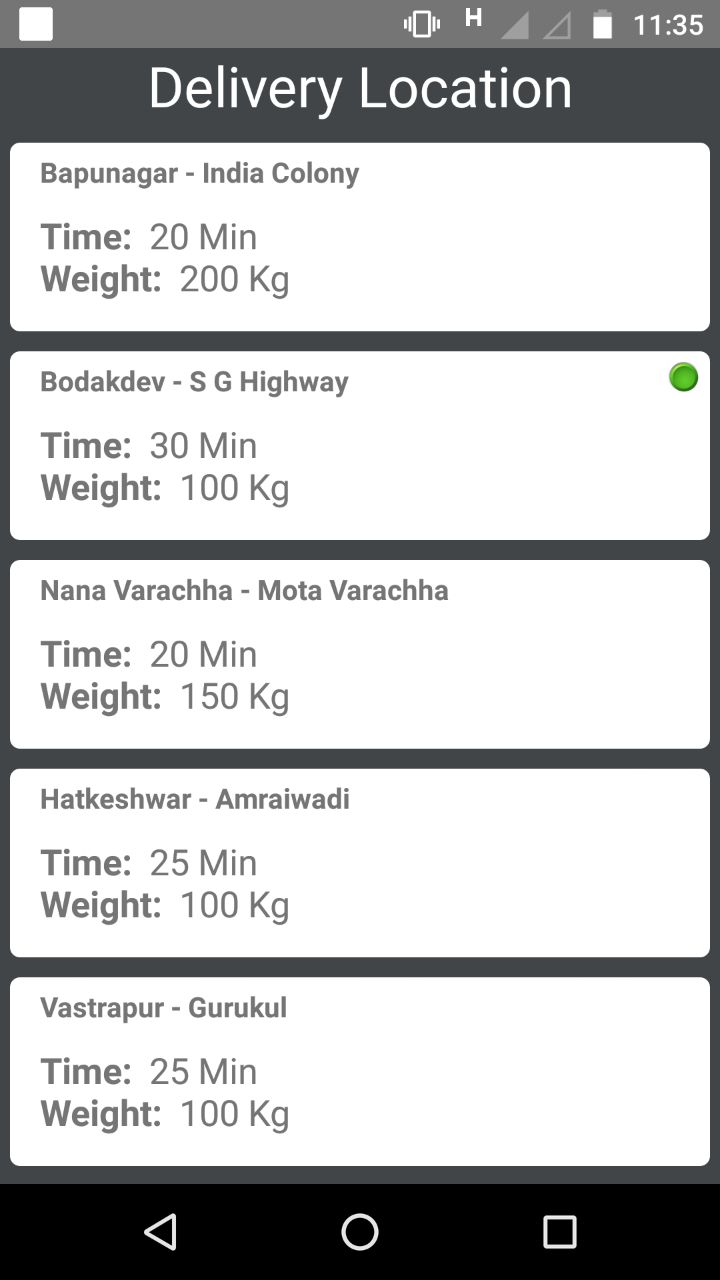 H 11:35
Delivery Location
Bapunagar - India Colony
Time: 20 Min
Weight: 200 Kg
Bodakdev - S G Highway
Time: 30 Min
Weight: 100 Kg
Nana Varachha - Mota Varachha
Time: 20 Min
Weight: 150 Kg
Hatkeshwar - Amraiwadi
Time: 25 Min
Weight: 100 Kg
Vastrapur - Gurukul
Time: 25 Min
Weight: 100 Kg